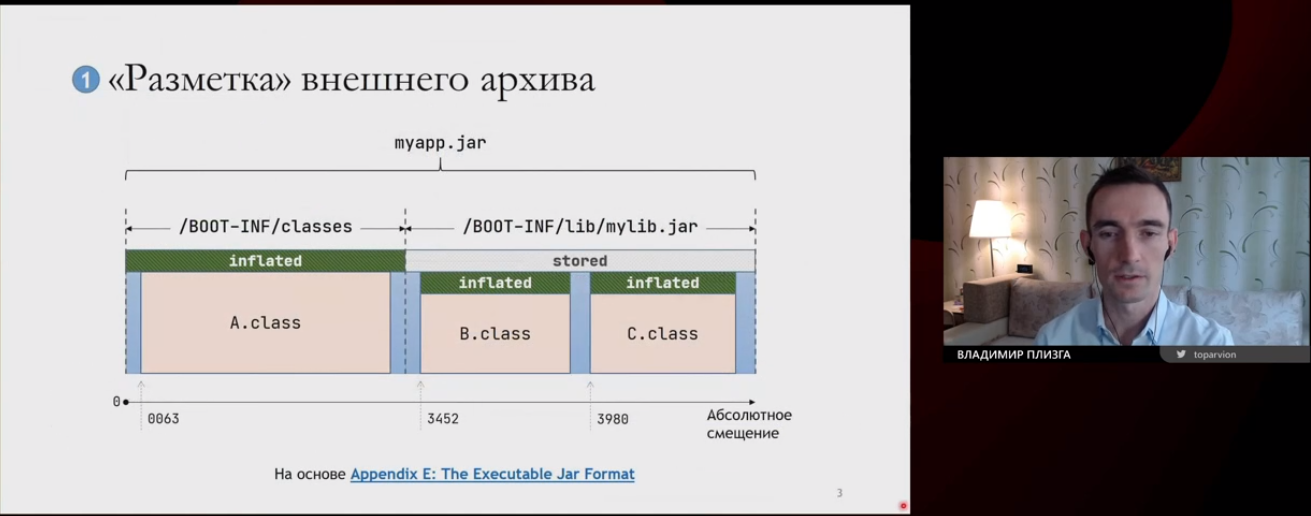 1 «Разметка» внешнего архива
myapp.jar
/BOOT-INF/classes
/BOOT-INF/lib/mylib.jar
inflated
stored
inflated
inflated
A.class
B.class
C.class
0
0063
3452
3980
Абсолютное
смещение
На основе Appendix E: The Executable Jar Format
3
ВЛАДИМИР ПЛИЗГА
toparvion